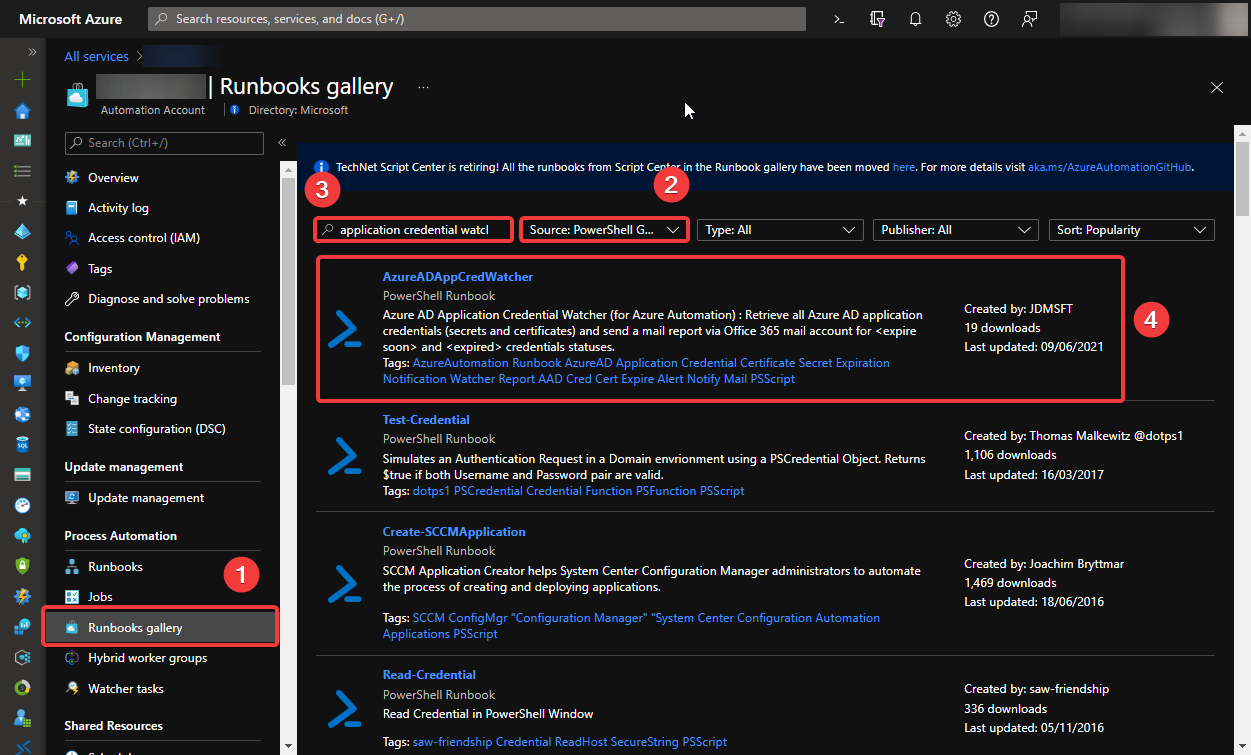 Microsoft Azure
Search resources, services, and docs (G+/)
All services
| Runbooks gallery ...
Automation Account
Directory: Microsoft
Search (Ctrl+/)
Overview
Activity log
Access control (IAM)
Tags
Diagnose and solve problems
Configuration Management
Inventory
Change tracking
State configuration (DSC)
Update management
Update management
Process Automation
Runbooks
1
Jobs
Runbooks gallery
Hybrid worker groups
Watcher tasks
Shared Resources
TechNet Script Center is retiring! All the runbooks from Script Center in the Runbook gallery have been moved here. For more details visit aka.ms/AzureAutomationGitHub.
3
2
application credential watcl
Source: PowerShell G...
Type: All
Publisher: All
Sort: Popularity
AzureADAppCredWatcher
PowerShell Runbook
Azure AD Application Credential Watcher (for Azure Automation) : Retrieve all Azure AD application
credentials (secrets and certificates) and send a mail report via Office 365 mail account for <expire
soon> and <expired> credentials statuses.
Tags: AzureAutomation Runbook AzureAD Application Credential Certificate Secret Expiration
Notification Watcher Report AAD Cred Cert Expire Alert Notify Mail PSScript
Created by: JDMSFT
19 downloads
Last updated: 09/06/2021
4
Test-Credential
PowerShell Runbook
Simulates an Authentication Request in a Domain envrionment using a PSCredential Object. Returns
$true if both Username and Password pair are valid.
Tags: dotps1 PSCredential Credential Function PSFunction PSScript
Created by: Thomas Malkewitz @dotps1
1,106 downloads
Last updated: 16/03/2017
Create-SCCMApplication
PowerShell Runbook
SCCM Application Creator helps System Center Configuration Manager administrators to automate
the process of creating and deploying applications.
Tags: SCCM ConfigMgr "Configuration Manager" "System Center Configuration Automation
Applications PSScript
Created by: Joachim Bryttmar
1,469 downloads
Last updated: 18/06/2016
Read-Credential
PowerShell Runbook
Read Credential in PowerShell Window
Tags: saw-friendship Credential ReadHost SecureString PSScript
Created by: saw-friendship
336 downloads
Last updated: 05/11/2016